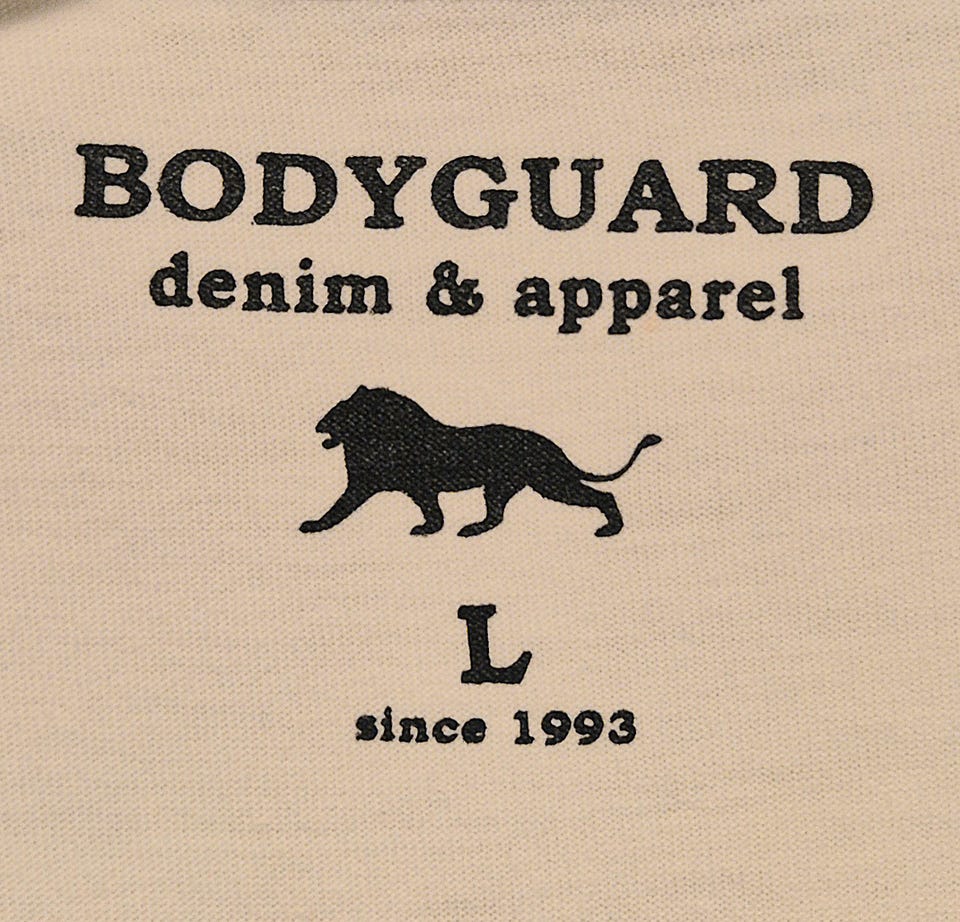 BODYGUARD
denim & apparel
L
since 1993